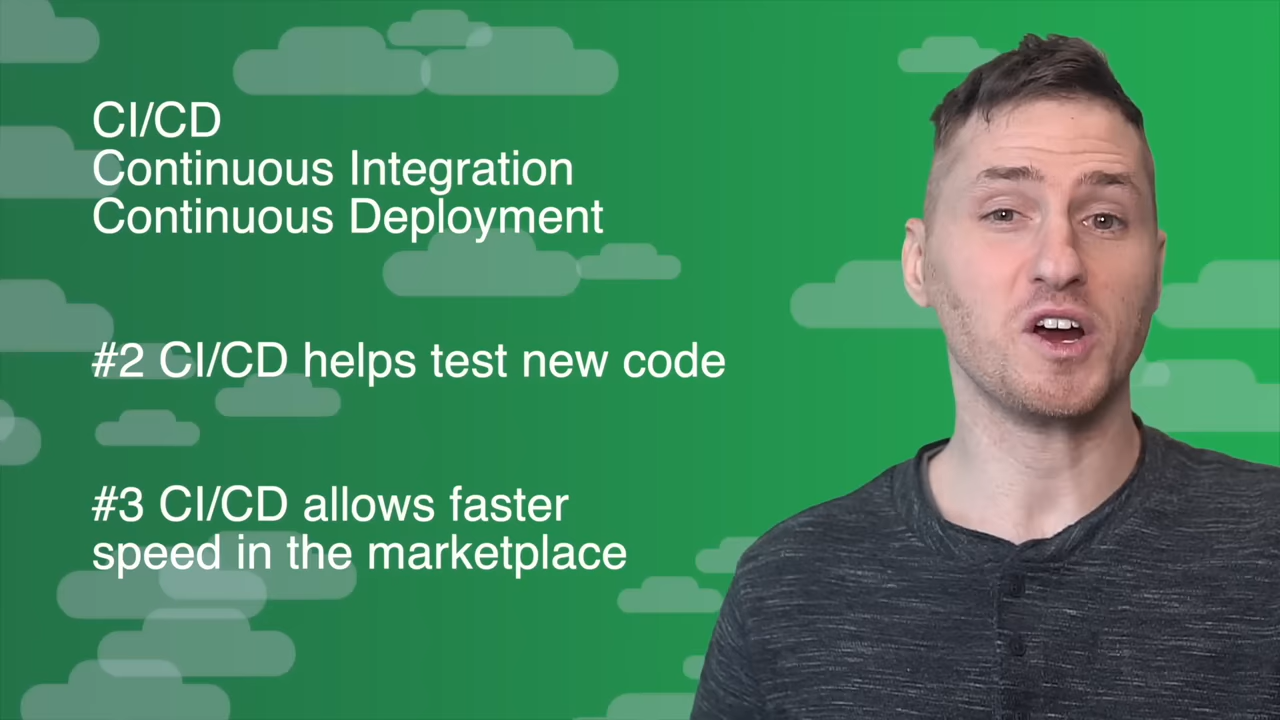 CI/CD
Continuous Integration
Continuous Deployment
#2 CI/CD helps test new code
#3 CI/CD allows faster
speed in the marketplace